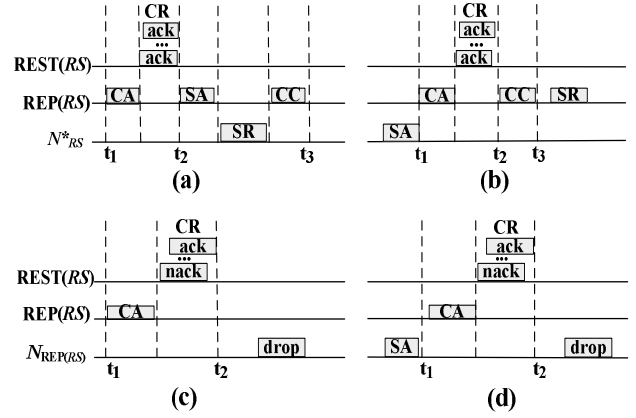 CR CR
ack ack
... ...
REST(RS) ack ack
REP(RS) CA SA CC CA CC SR
N*RS SR SA
t1 t2 t3 t1 t2 t3
(a) (b)
CR CR
ack ack
... ...
REST(RS) nack nack
REP(RS) CA CA
NREP(RS) drop SA drop
t1 t2 t1 t2
(c) (d)